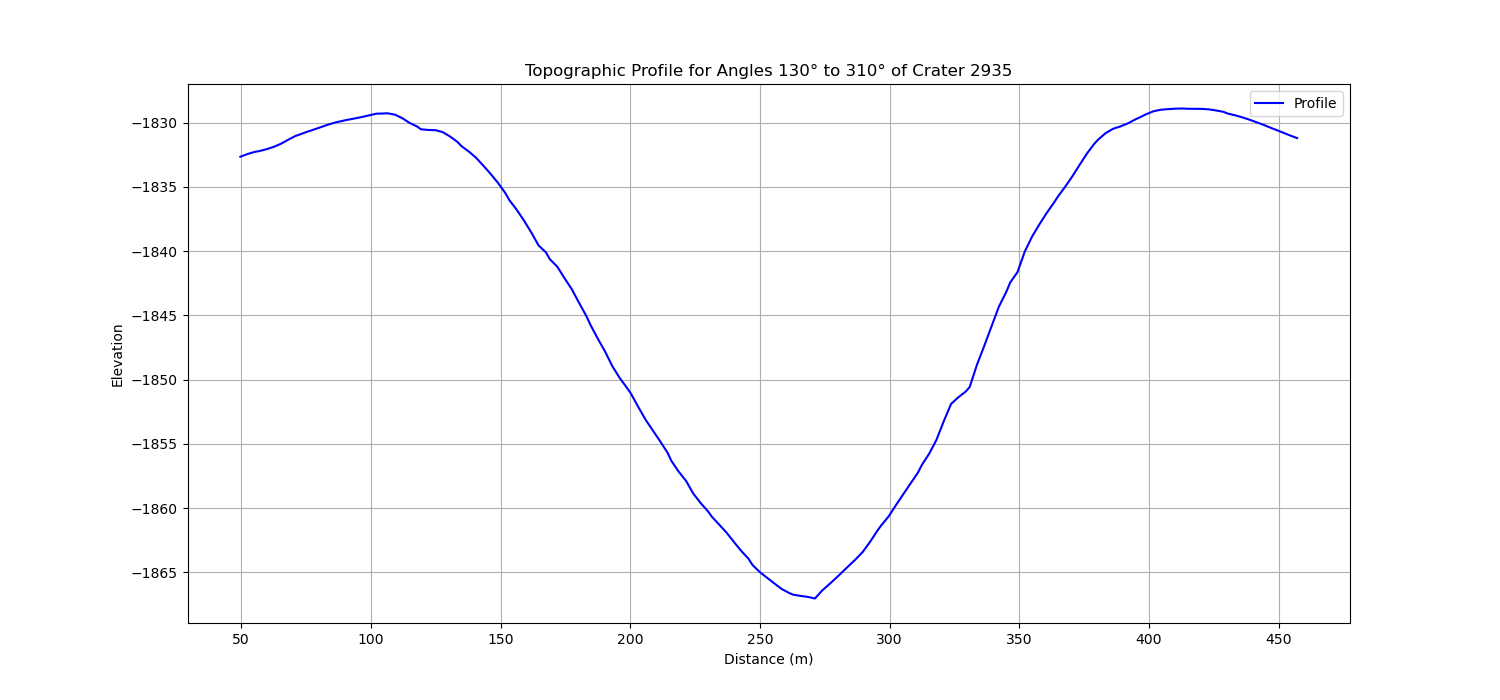 Topographic Profile for Angles 130° to 310° of Crater 2935
Profile
Elevation
−1830
−1835
−1840
−1845
−1850
−1855
−1860
−1865
50 100 150 200 250 300 350 400 450
Distance (m)